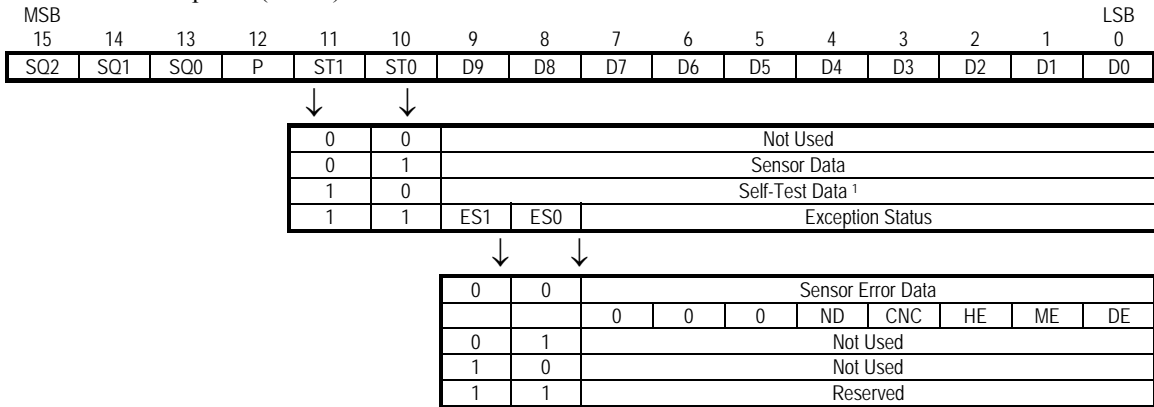 MSB LSB
15 14 13 12 11 10 9 8 7 6 5 4 3 2 1 0
SQ2 SQ1 SQ0 P ST1 ST0 D9 D8 D7 D6 D5 D4 D3 D2 D1 D0
↓ ↓
0 0 Not Used
0 1 Sensor Data
1 0 Self-Test Data 1
1 1 ES1 ES0 Exception Status
↓ ↓
0 0 Sensor Error Data
0 0 0 ND CNC HE ME DE
0 1 Not Used
1 0 Not Used
1 1 Reserved